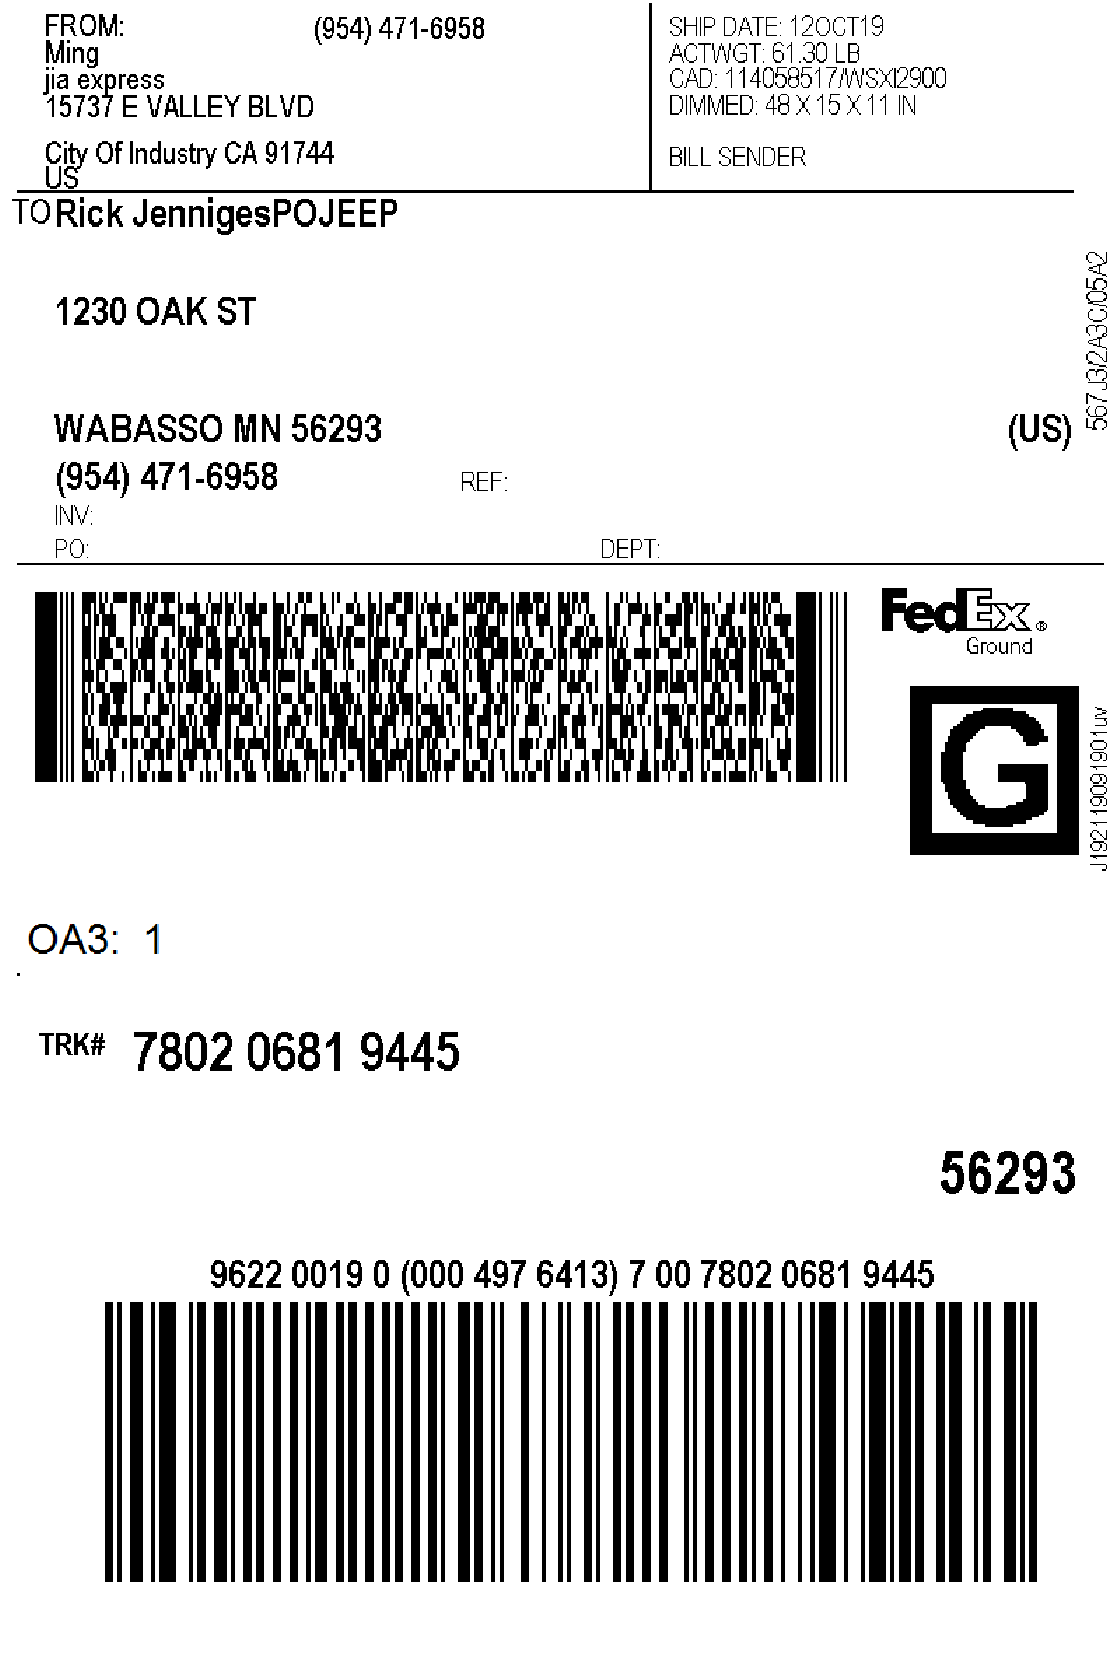 FROM: (954) 471-6958
Ming
jia express
15737 E VALLEY BLVD
City Of Industry CA 91744
US
SHIP DATE: 12OCT19
ACTWGT: 61.30 LB
CAD: 114058517/WSXI2900
DIMMED: 48 X 15 X 11 IN
BILL SENDER
TO Rick JennigesPOJEEP
1230 OAK ST
WABASSO MN 56293 (US)
(954) 471-6958 REF:
INV:
PO: DEPT:
567J3/2A3C/05A2
FedEx®
Ground
G
J192119091901uv
OA3: 1
.
TRK# 7802 0681 9445
56293
9622 0019 0 (000 497 6413) 7 00 7802 0681 9445